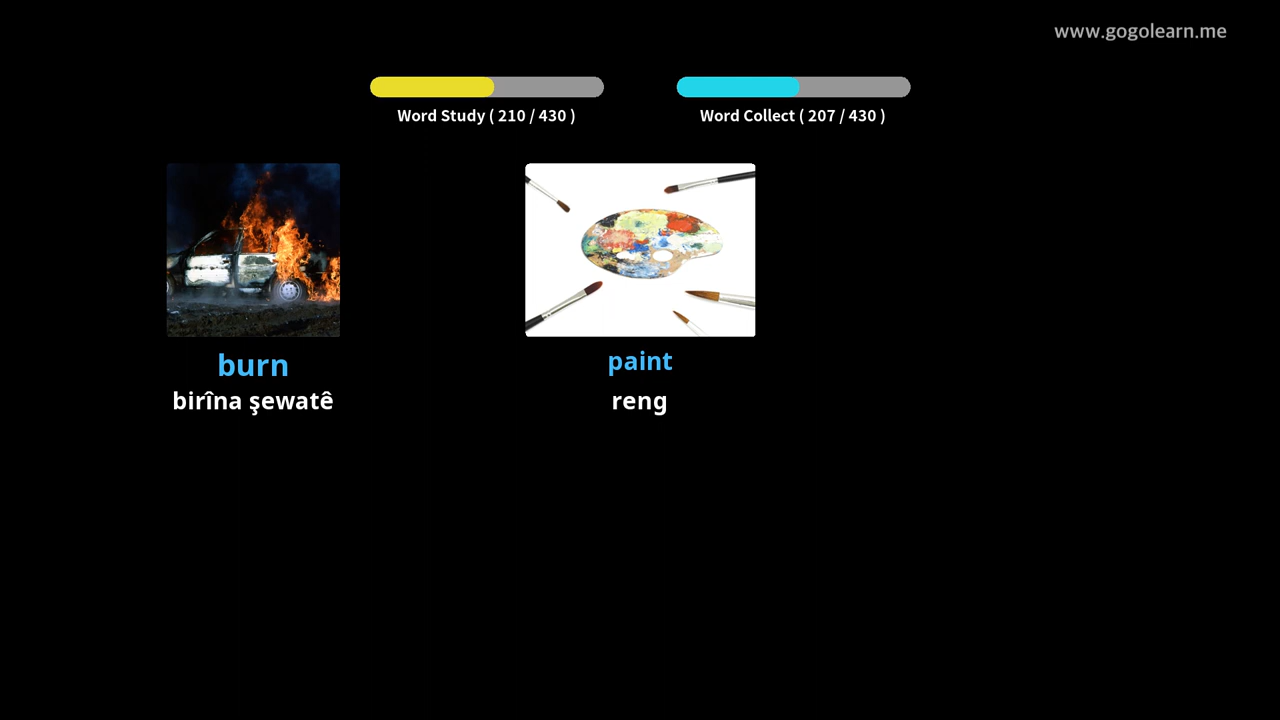 www.gogolearn.me
Word Study ( 210 / 430 )
Word Collect ( 207 / 430 )
burn
birîna şewatê
paint
reng